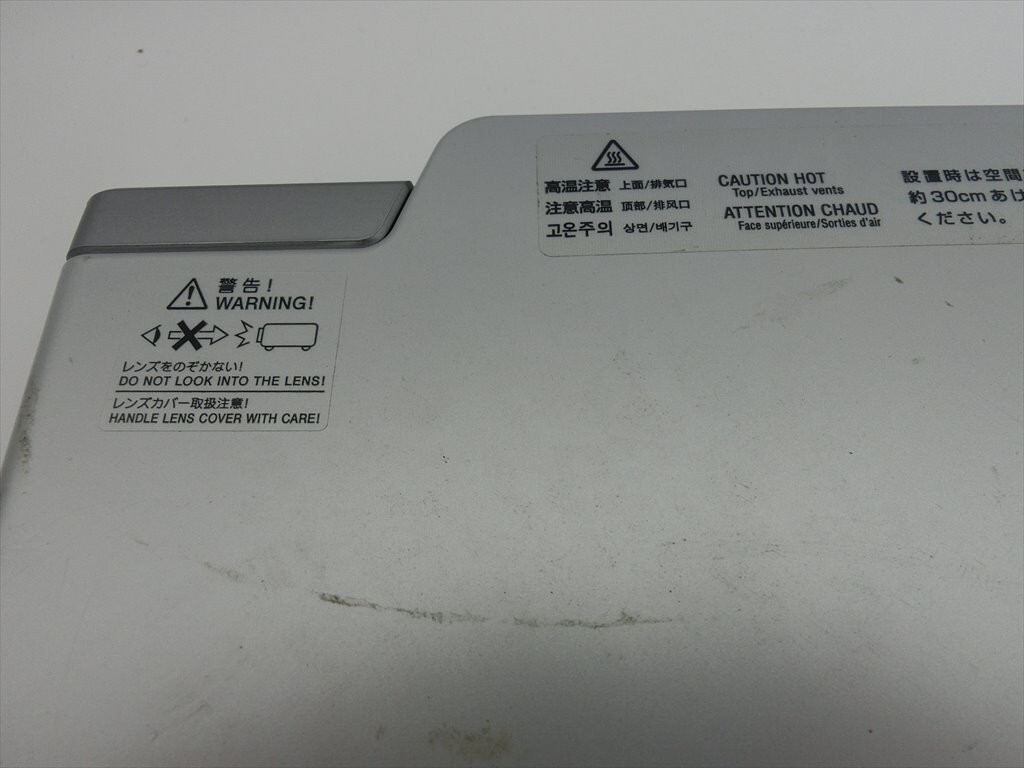 警告!
WARNING!
レンズをのぞかない!
DO NOT LOOK INTO THE LENS!
レンズカバー取扱注意!
HANDLE LENS COVER WITH CARE!
高温注意 上面/排気口
注意高温 顶部/排风口
고온주의 상면/배기구
CAUTION HOT
Top/Exhaust vents
ATTENTION CHAUD
Face supérieure/Sorties d'air
設置時は空間
約30cmあけ
ください。